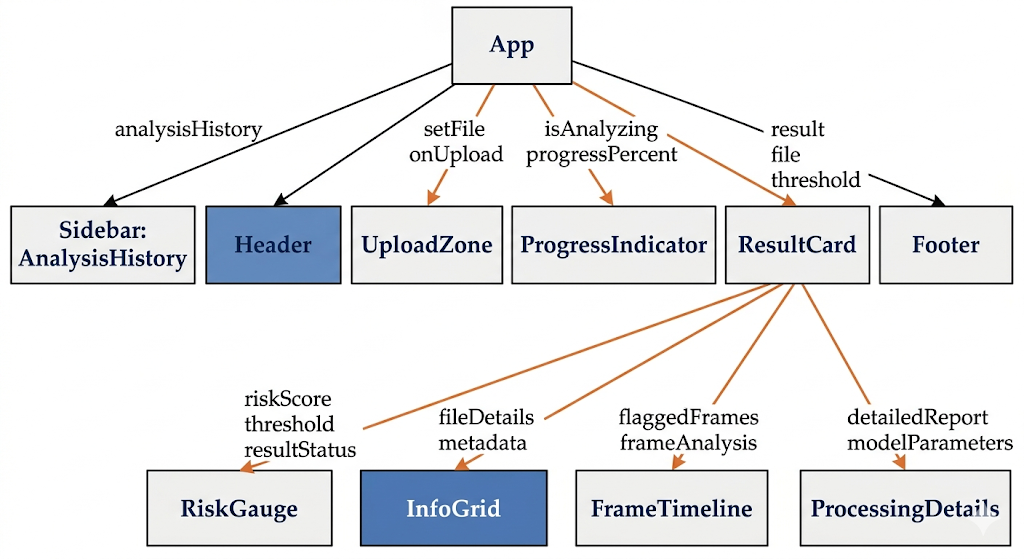 App
analysisHistory
setFile
onUpload
isAnalyzing
progressPercent
result
file
threshold
Sidebar:
AnalysisHistory
Header
UploadZone
ProgressIndicator
ResultCard
Footer
riskScore
threshold
resultStatus
fileDetails
metadata
flaggedFrames
frameAnalysis
detailedReport
modelParameters
RiskGauge
InfoGrid
FrameTimeline
ProcessingDetails